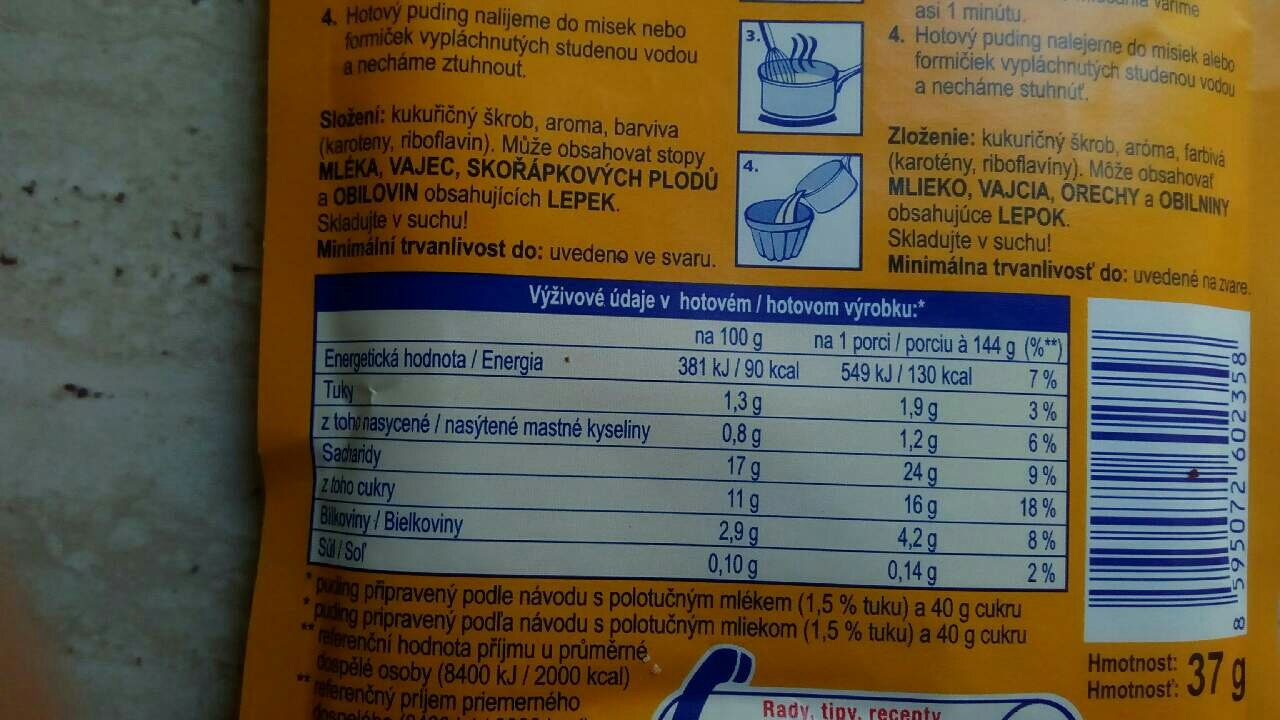 4. Hotový puding nalijeme do misek nebo
formiček vypláchnutých studenou vodou
a necháme ztuhnout.
Složení: kukuřičný škrob, aroma, barviva
(karoteny, riboflavin). Může obsahovat stopy
MLÉKA, VAJEC, SKOŘÁPKOVÝCH PLODŮ
a OBILOVIN obsahujících LEPEK.
Skladujte v suchu!
Minimální trvanlivost do: uvedeno ve svaru.
3.
4.
vaříme
asi 1 minútu.
4. Hotový puding nalejeme do misiek alebo
formičiek vypláchnutých studenou vodou
a necháme stuhnúť.
Zloženie: kukuričný škrob, aróma, farbivá
(karotény, riboflavíny). Môže obsahovať
MLIEKO, VAJCIA, ORECHY a OBILNINY
obsahujúce LEPOK.
Skladujte v suchu!
Minimálna trvanlivosť do: uvedené na zvare.
Výživové údaje v hotovém / hotovom výrobku:*
na 100 g na 1 porci / porciu à 144 g (%**)
Energetická hodnota / Energia 381 kJ / 90 kcal 549 kJ / 130 kcal 7 %
Tuky 1,3 g 1,9 g 3 %
z toho nasycené / nasýtené mastné kyseliny 0,8 g 1,2 g 6 %
Sacharidy 17 g 24 g 9 %
z toho cukry 11 g 16 g 18 %
Bílkoviny / Bielkoviny 2,9 g 4,2 g 8 %
Sůl / Soľ 0,10 g 0,14 g 2 %
* puding připravený podle návodu s polotučným mlékem (1,5 % tuku) a 40 g cukru
* puding pripravený podľa návodu s polotučným mliekom (1,5 % tuku) a 40 g cukru
** referenční hodnota příjmu u průměrné
dospělé osoby (8400 kJ / 2000 kcal)
** referenčný príjem priemerného
8 595072 602358
Hmotnost:
Hmotnosť: 37 g
Rady, tipy, recepty